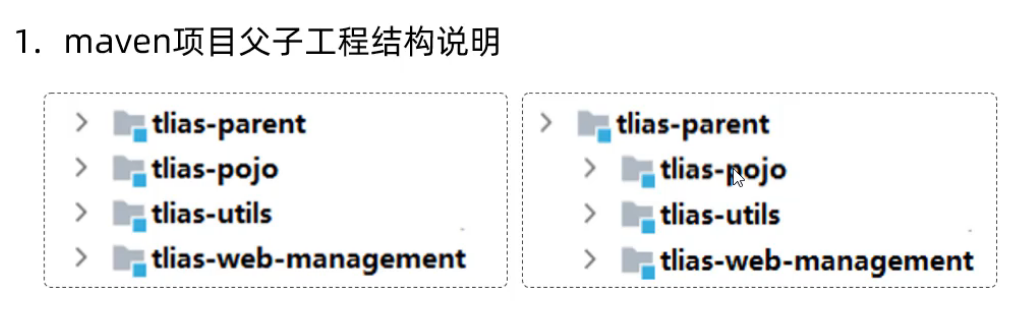 1. maven项目父子工程结构说明
tlias-parent
tlias-pojo
tlias-utils
tlias-web-management
tlias-parent
tlias-pojo
tlias-utils
tlias-web-management